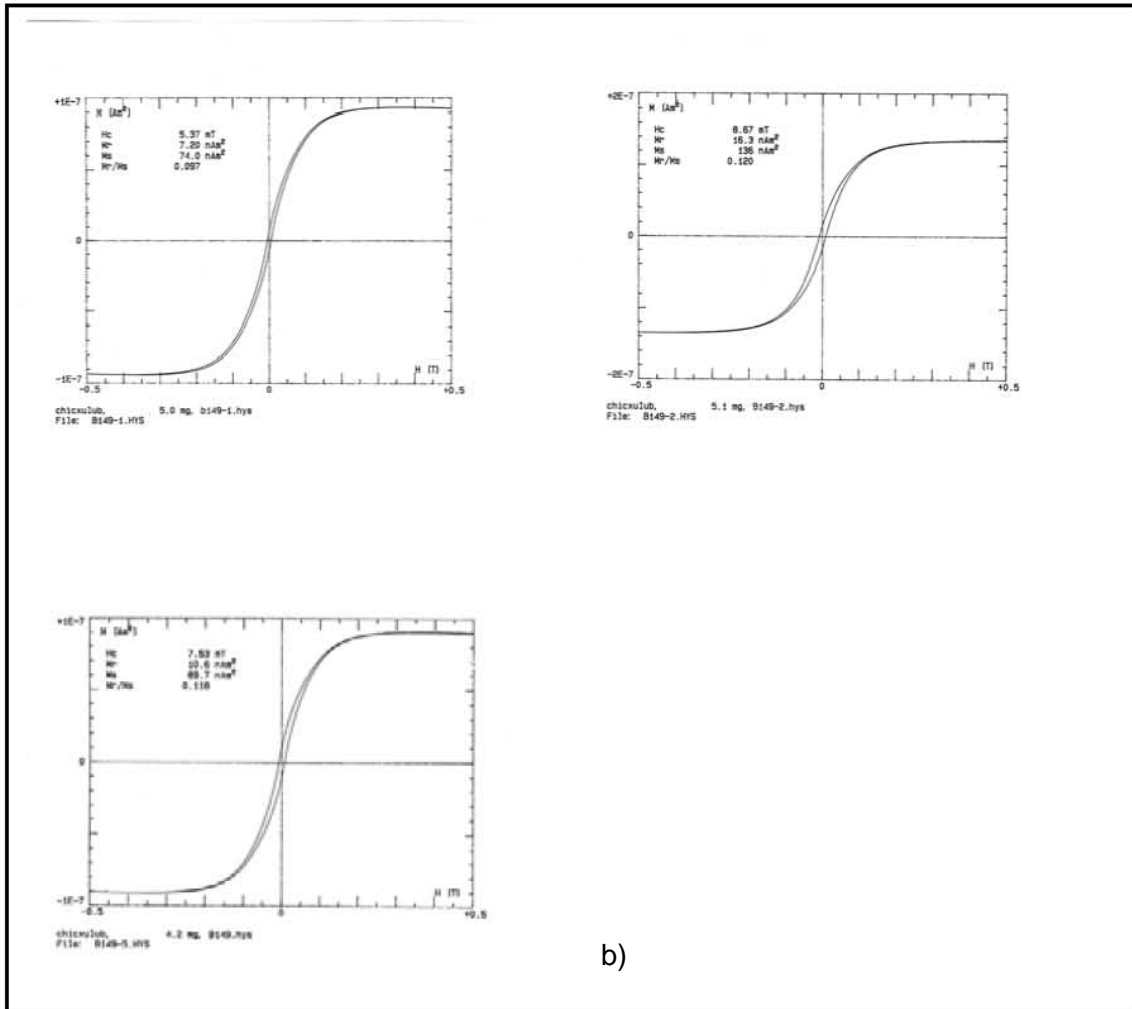 +1E-7
M (Am²)
Hc 5.37 mT
Mr 7.20 nAm²
Ms 74.0 nAm²
Mr/Ms 0.097
0
-1E-7
H (T)
-0.5 0 +0.5
chicxulub, 5.0 mg, b149-1.hys
File: B149-1.HYS
+2E-7
M (Am²)
Hc 8.67 mT
Mr 16.3 nAm²
Ms 136 nAm²
Mr/Ms 0.120
0
-2E-7
H (T)
-0.5 0 +0.5
chicxulub, 5.1 mg, B149-2.hys
File: B149-2.HYS
+1E-7
M (Am²)
Hc 7.53 mT
Mr 10.6 nAm²
Ms 89.7 nAm²
Mr/Ms 0.118
0
-1E-7
H (T)
-0.5 0 +0.5
chicxulub, 4.2 mg, B149.hys
File: B149-5.HYS
b)